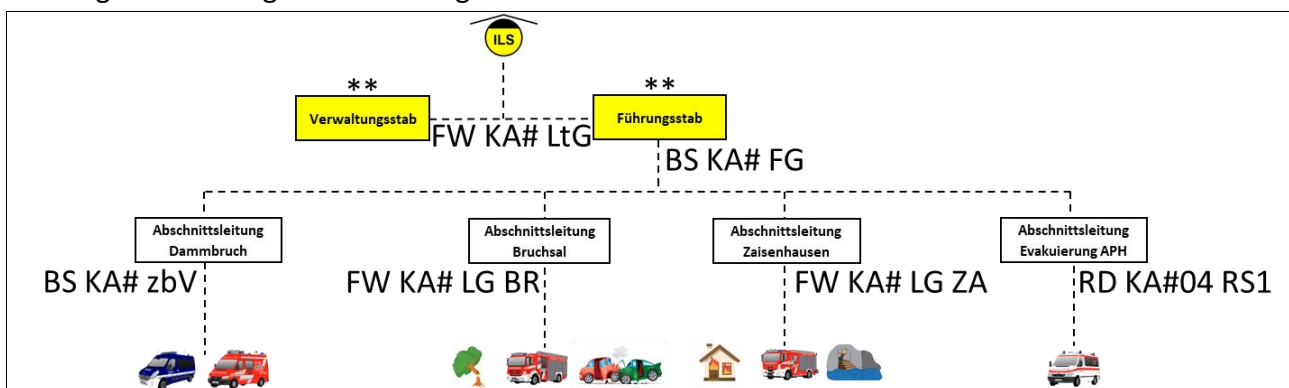 ILS
**
**
Verwaltungsstab
Führungsstab
FW KA# LtG
BS KA# FG
Abschnittsleitung
Dammbruch
Abschnittsleitung
Bruchsal
Abschnittsleitung
Zaisenhausen
Abschnittsleitung
Evakuierung APH
BS KA# zbV
FW KA# LG BR
FW KA# LG ZA
RD KA#04 RS1